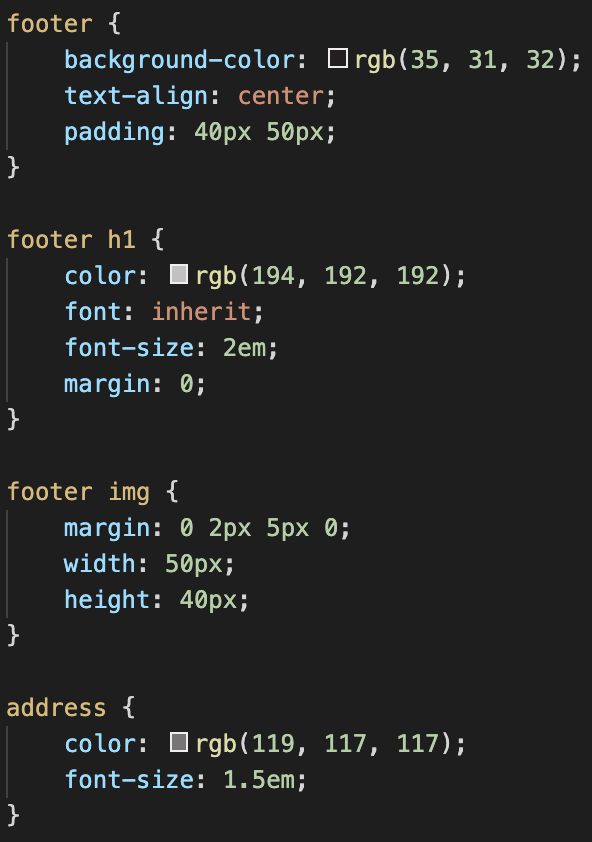 footer {
    background-color: rgb(35, 31, 32);
    text-align: center;
    padding: 40px 50px;
}

footer h1 {
    color: rgb(194, 192, 192);
    font: inherit;
    font-size: 2em;
    margin: 0;
}

footer img {
    margin: 0 2px 5px 0;
    width: 50px;
    height: 40px;
}

address {
    color: rgb(119, 117, 117);
    font-size: 1.5em;
}